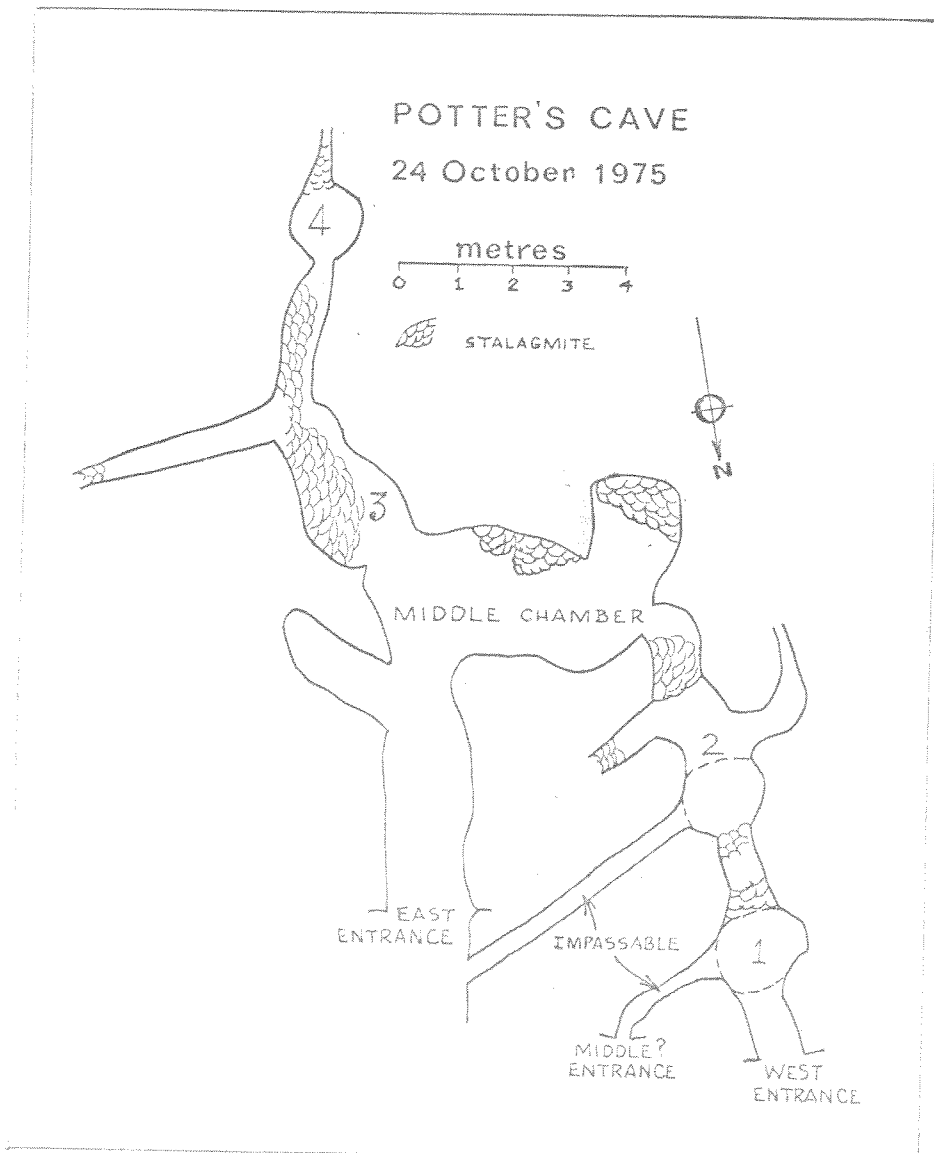 POTTER'S CAVE
24 October 1975
4
metres
0 1 2 3 4
STALAGMITE
N
3
MIDDLE CHAMBER
2
EAST
ENTRANCE
IMPASSABLE
1
MIDDLE?
ENTRANCE
WEST
ENTRANCE